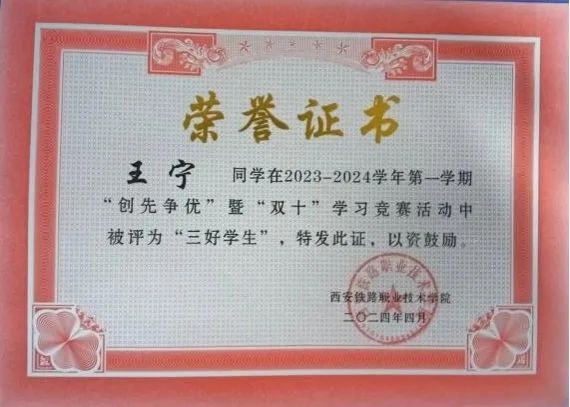 荣誉证书
王宁 同学在2023-2024学年第一学期
“创先争优”暨“双十”学习竞赛活动中
被评为“三好学生”，特发此证，以资鼓励。
西安铁路职业技术学院
二〇二四年四月